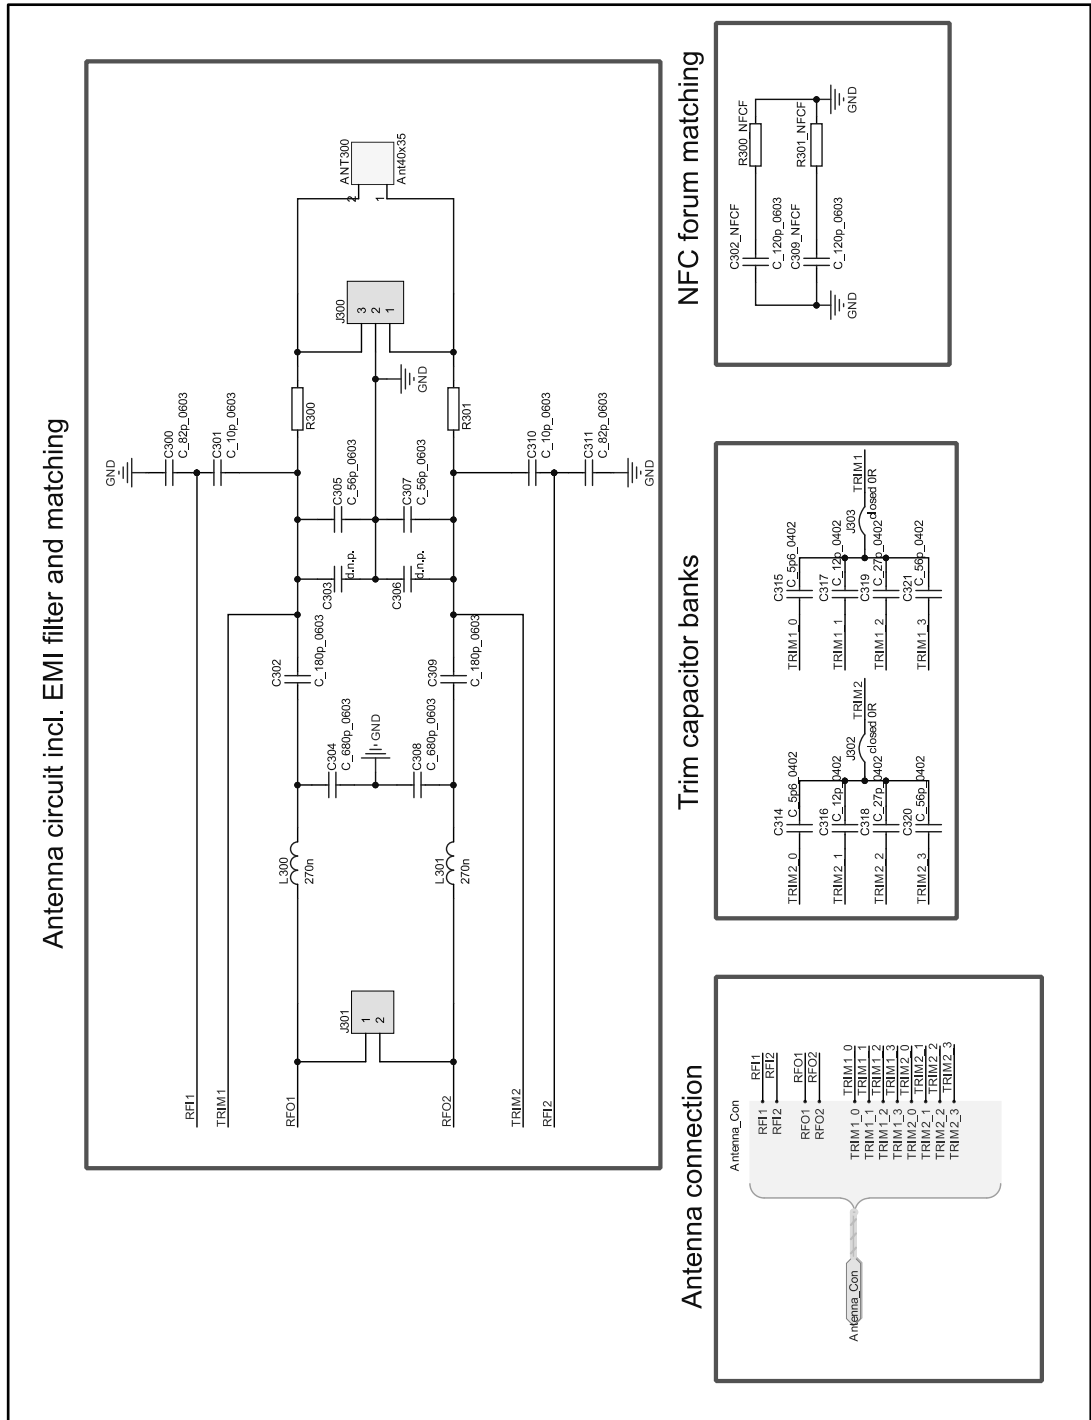 Antenna circuit incl. EMI filter and matching
RFI1
TRIM1
RFO1
RFO2
TRIM2
RFI2
J301
1
2
L300
270n
L301
270n
C304
C_680p_0603
GND
C308
C_680p_0603
C302
C_180p_0603
C309
C_180p_0603
C303
d.n.p.
C306
d.n.p.
C305
C_56p_0603
C307
C_56p_0603
GND
C300
C_82p_0603
C301
C_10p_0603
C310
C_10p_0603
C311
C_82p_0603
GND
R300
R301
GND
J300
3
2
1
ANT300
2
1
Ant40x35
Antenna connection
Antenna_Con
Antenna_Con
RFI1
RFI2
RFO1
RFO2
TRIM1_0
TRIM1_1
TRIM1_2
TRIM1_3
TRIM2_0
TRIM2_1
TRIM2_2
TRIM2_3
RFI1
RFI2
RFO1
RFO2
TRIM1_0
TRIM1_1
TRIM1_2
TRIM1_3
TRIM2_0
TRIM2_1
TRIM2_2
TRIM2_3
Trim capacitor banks
TRIM2_0
C314
C_5p6_0402
TRIM2_1
C316
C_12p_0402
TRIM2_2
C318
C_27p_0402
TRIM2_3
C320
C_56p_0402
J302
closed 0R
TRIM2
TRIM1_0
C315
C_5p6_0402
TRIM1_1
C317
C_12p_0402
TRIM1_2
C319
C_27p_0402
TRIM1_3
C321
C_56p_0402
J303
closed 0R
TRIM1
NFC forum matching
C302_NFCF
C_120p_0603
R300_NFCF
C309_NFCF
C_120p_0603
R301_NFCF
GND
GND